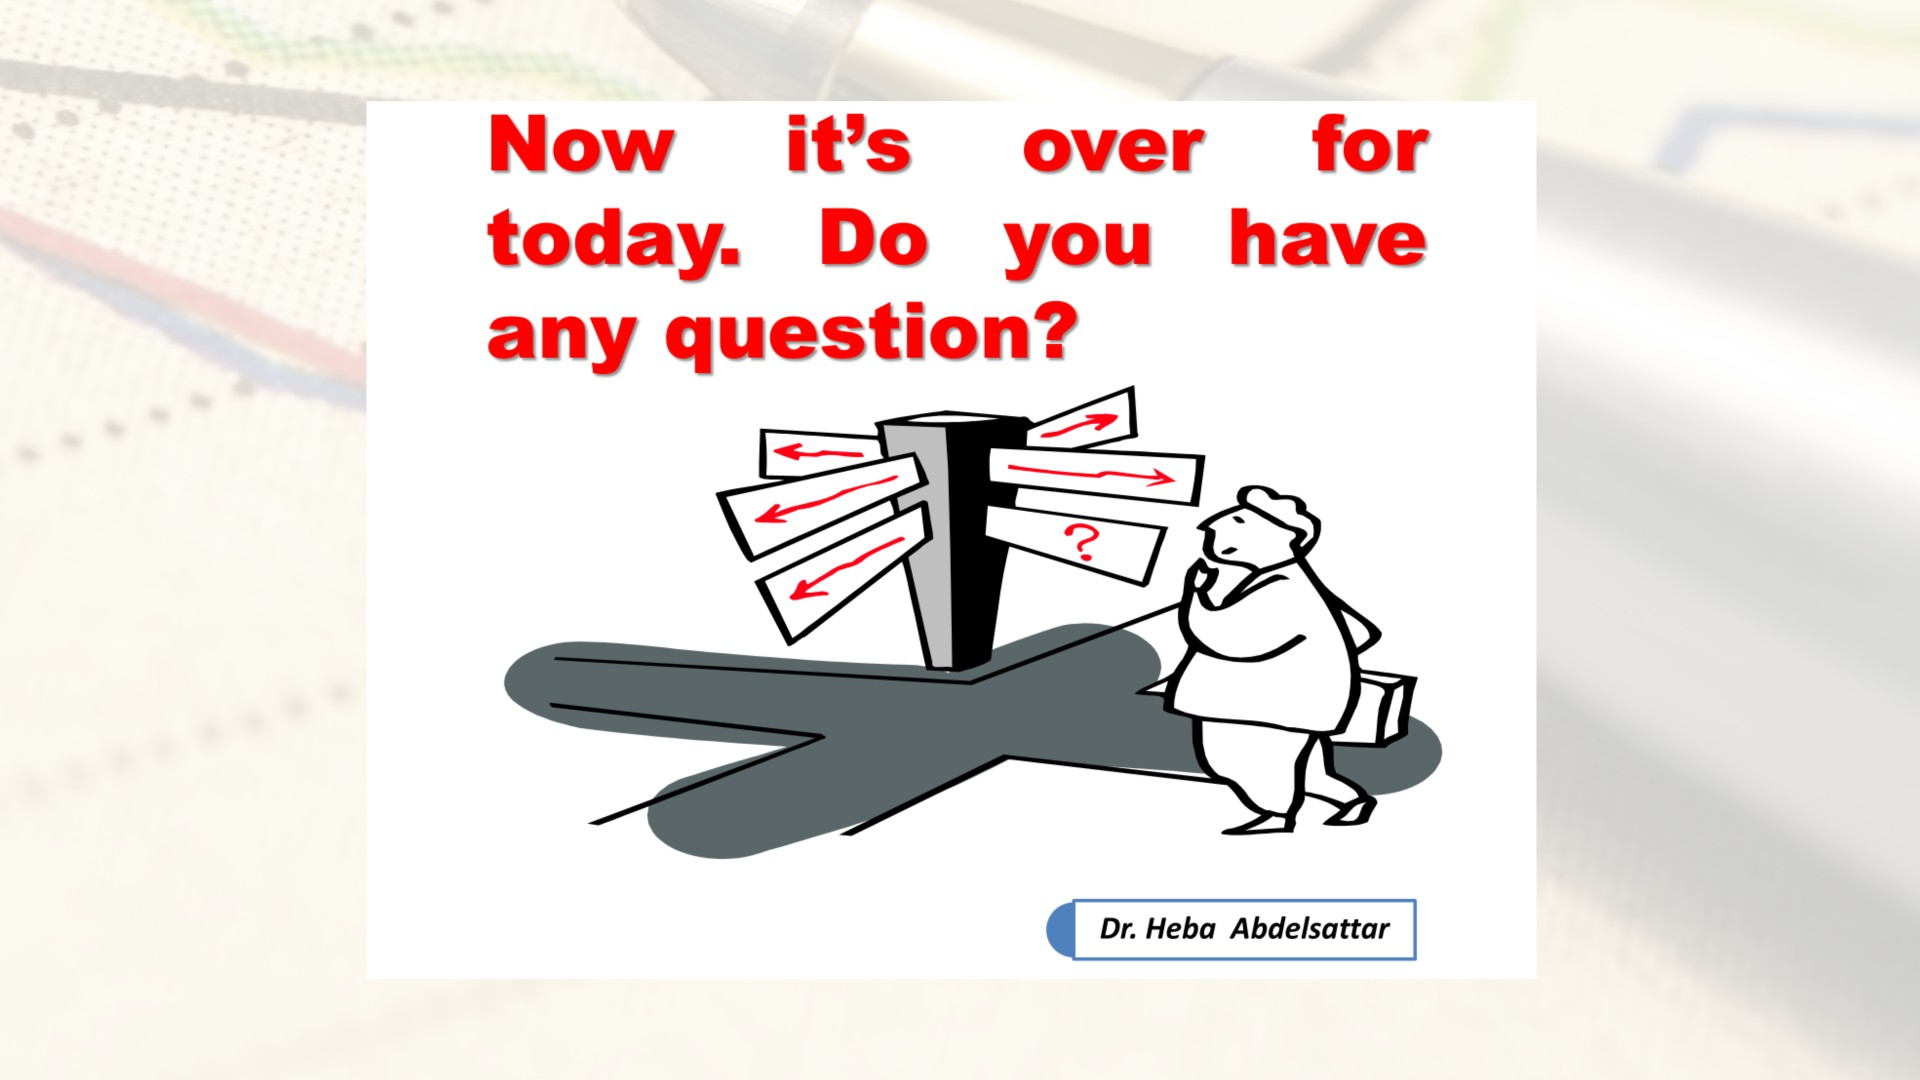 Now it’s over for
today. Do you have
any question?
?
Dr. Heba Abdelsattar